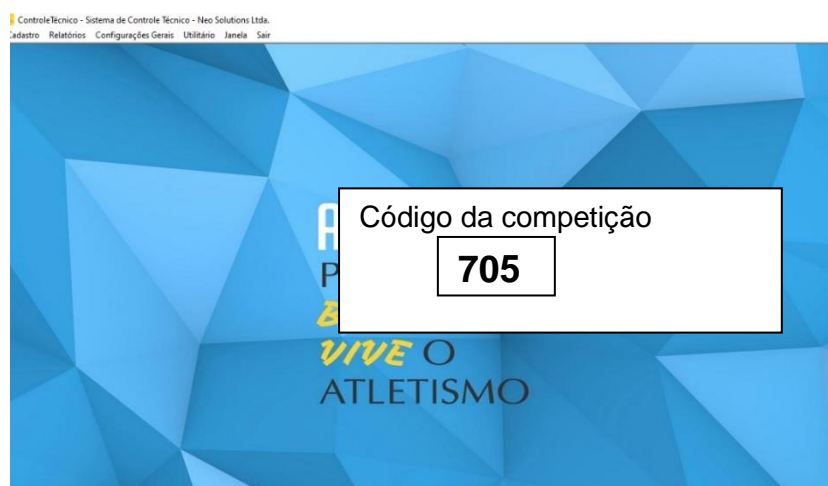 ControleTécnico - Sistema de Controle Técnico - Neo Solutions Ltda.
Cadastro Relatórios Configurações Gerais Utilitário Janela Sair
Código da competição
705
VIVE O
ATLETISMO